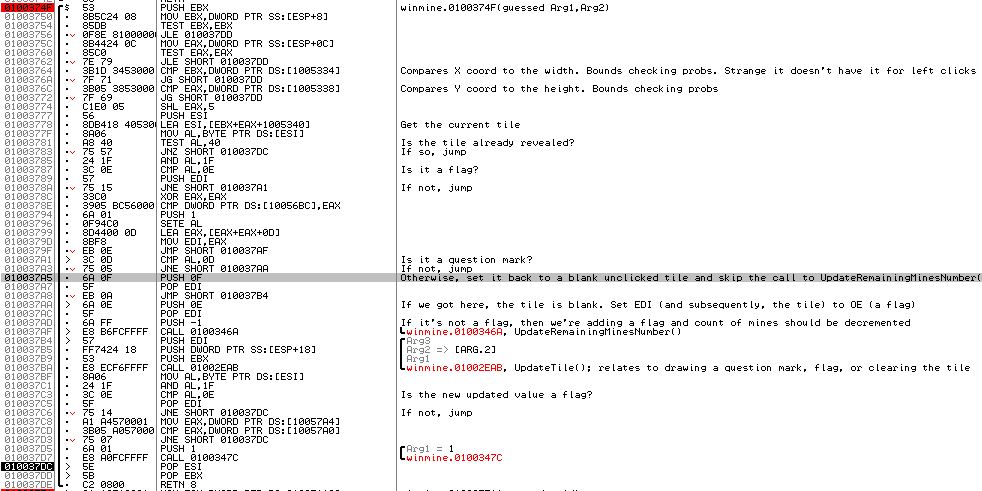 0100374F $ 53 PUSH EBX winmine.0100374F(guessed Arg1,Arg2)
01003750 . 8B5C24 08 MOV EBX,DWORD PTR SS:[ESP+8]
01003754 . 85DB TEST EBX,EBX
01003756 . 0F8E 81000000 JLE 010037DD
0100375C . 8B4424 0C MOV EAX,DWORD PTR SS:[ESP+0C]
01003760 . 85C0 TEST EAX,EAX
01003762 . 7E 79 JLE SHORT 010037DD
01003764 . 3B1D 3453000 CMP EBX,DWORD PTR DS:[1005334] Compares X coord to the width. Bounds checking probs. Strange it doesn't have it for left clicks
0100376A . 7F 71 JG SHORT 010037DD
0100376C . 3B05 3853000 CMP EAX,DWORD PTR DS:[1005338] Compares Y coord to the height. Bounds checking probs
01003772 . 7F 69 JG SHORT 010037DD
01003774 . C1E0 05 SHL EAX,5
01003777 . 56 PUSH ESI
01003778 . 8DB418 405300 LEA ESI,[EBX+EAX+1005340] Get the current tile
0100377F . 8A06 MOV AL,BYTE PTR DS:[ESI]
01003781 . A8 40 TEST AL,40 Is the tile already revealed?
01003783 . 75 57 JNZ SHORT 010037DC If so, jump
01003785 . 24 1F AND AL,1F
01003787 . 3C 0E CMP AL,0E Is it a flag?
01003789 . 57 PUSH EDI
0100378A . 75 15 JNE SHORT 010037A1 If not, jump
0100378C . 33C0 XOR EAX,EAX
0100378E . 3905 BC56000 CMP DWORD PTR DS:[10056BC],EAX
01003794 . 6A 01 PUSH 1
01003796 . 0F94C0 SETE AL
01003799 . 8D4400 0D LEA EAX,[EAX+EAX+0D]
0100379D . 8BF8 MOV EDI,EAX
0100379F . EB 0E JMP SHORT 010037AF
010037A1 > 3C 0D CMP AL,0D Is it a question mark?
010037A3 . 75 05 JNE SHORT 010037AA If not, jump
010037A5 . 6A 0F PUSH 0F Otherwise, set it back to a blank unclicked tile and skip the call to UpdateRemainingMinesNumber(
010037A7 . 5F POP EDI
010037A8 . EB 0A JMP SHORT 010037B4
010037AA > 6A 0E PUSH 0E If we got here, the tile is blank. Set EDI (and subsequently, the tile) to 0E (a flag)
010037AC . 5F POP EDI
010037AD . 6A FF PUSH -1 If it's not a flag, then we're adding a flag and count of mines should be decremented
010037AF > E8 B6FCFFFF CALL 0100346A winmine.0100346A, UpdateRemainingMinesNumber()
010037B4 > 57 PUSH EDI Arg3
010037B5 . FF7424 18 PUSH DWORD PTR SS:[ESP+18] Arg2 => [ARG.2]
010037B9 . 53 PUSH EBX Arg1
010037BA . E8 ECF6FFFF CALL 01002EAB winmine.01002EAB, UpdateTile(); relates to drawing a question mark, flag, or clearing the tile
010037BF . 8A06 MOV AL,BYTE PTR DS:[ESI]
010037C1 . 24 1F AND AL,1F
010037C3 . 3C 0E CMP AL,0E Is the new updated value a flag?
010037C5 . 5F POP EDI
010037C6 . 75 14 JNE SHORT 010037DC If not, jump
010037C8 . A1 A4570001 MOV EAX,DWORD PTR DS:[10057A4]
010037CD . 3B05 A057000 CMP EAX,DWORD PTR DS:[10057A0]
010037D3 . 75 07 JNE SHORT 010037DC
010037D5 . 6A 01 PUSH 1 Arg1 = 1
010037D7 . E8 A0FCFFFF CALL 0100347C winmine.0100347C
010037DC > 5E POP ESI
010037DD > 5B POP EBX
010037DE . C2 0800 RETN 8